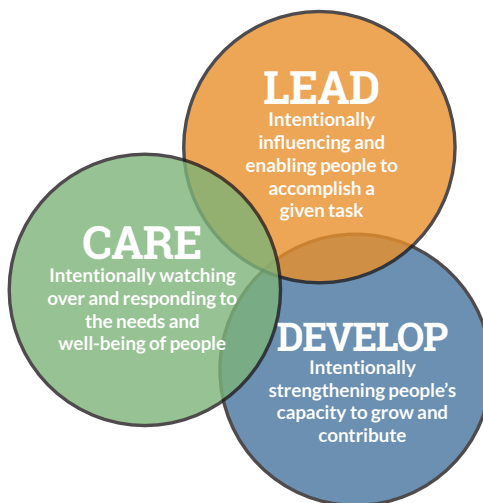 LEAD
Intentionally
influencing and
enabling people to
accomplish a
given task
CARE
Intentionally watching
over and responding to
the needs and
well-being of people
DEVELOP
Intentionally
strengthening people's
capacity to grow and
contribute